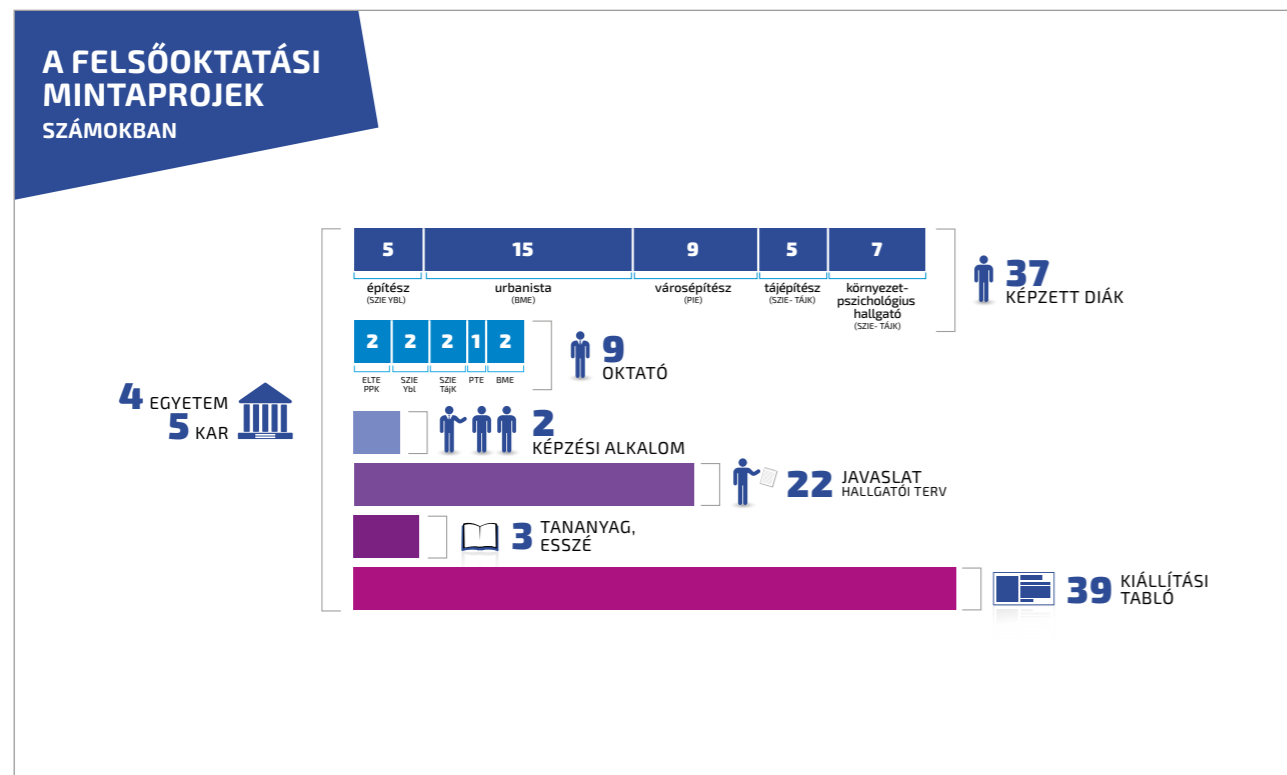 A FELSŐOKTATÁSI
MINTAPROJEK
SZÁMOKBAN
5 15 9 5 7
építész
(SZIE YBL)
urbanista
(BME)
városépítész
(PIE)
tájépítész
(SZIE- TÁJK)
környezet-
pszichológius
hallgató
(SZIE- TÁJK)
37
KÉPZETT DIÁK
2 2 2 1 2
ELTE
PPK
SZIE
Ybl
SZIE
TájK
PTE
BME
9
OKTATÓ
4 EGYETEM
5 KAR
2
KÉPZÉSI ALKALOM
22 JAVASLAT
HALLGATÓI TERV
3 TANANYAG,
ESSZÉ
39 KIÁLLÍTÁSI
TABLÓ